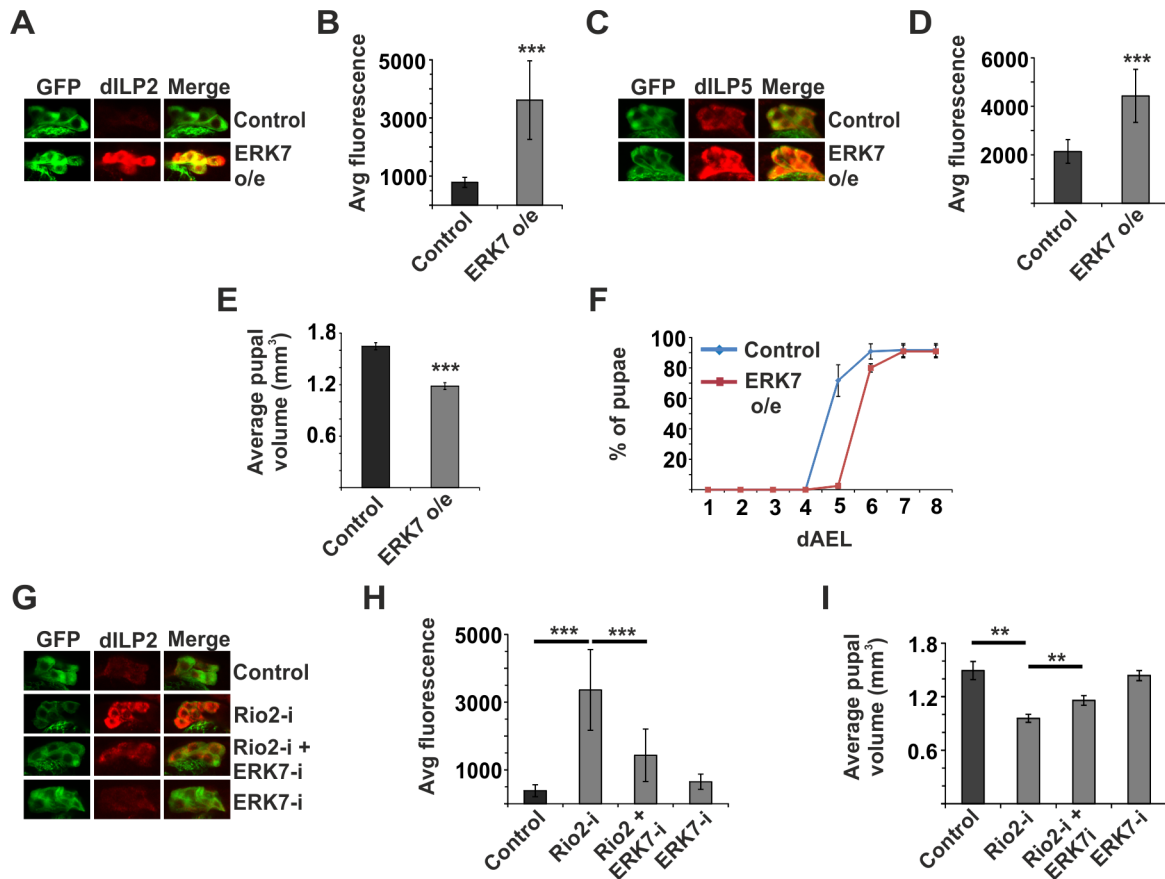 A
GFP dILP2 Merge
Control
ERK7
o/e
B
Avg fluorescence
5000
3000
1000
***
Control
ERK7 o/e
C
GFP dILP5 Merge
Control
ERK7
o/e
D
Avg fluorescence
6000
4000
2000
0
***
Control
ERK7 o/e
E
Average pupal
volume (mm³)
1.8
1.2
0.6
***
Control
ERK7 o/e
F
% of pupae
100
80
60
40
20
Control
ERK7
o/e
1 2 3 4 5 6 7 8
dAEL
G
GFP dILP2 Merge
Control
Rio2-i
Rio2-i +
ERK7-i
ERK7-i
H
Avg fluorescence
5000
3000
1000
*** ***
Control
Rio2-i
Rio2 +
ERK7-i
ERK7-i
I
Average pupal
volume (mm³)
1.8
1.2
0.6
**
**
Control
Rio2-i
Rio2-i +
ERK7i
ERK7-i